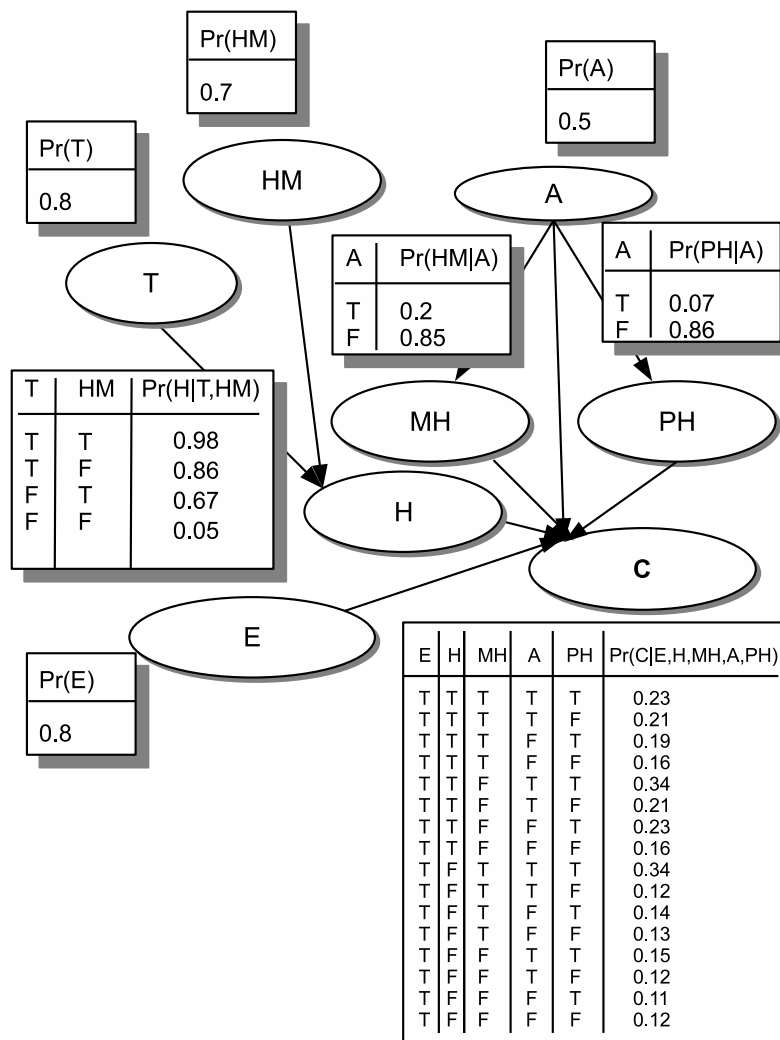 Pr(HM)
0.7
Pr(A)
0.5
Pr(T)
0.8
HM
A
A Pr(HM|A)
T 0.2
F 0.85
A Pr(PH|A)
T 0.07
F 0.86
T
T HM Pr(H|T,HM)
T T 0.98
T F 0.86
F T 0.67
F F 0.05
MH
PH
H
C
E
Pr(E)
0.8
E H MH A PH Pr(C|E,H,MH,A,PH)
T T T T T 0.23
T T T T F 0.21
T T T F T 0.19
T T T F F 0.16
T T F T T 0.34
T T F T F 0.21
T T F F T 0.23
T T F F F 0.16
T F T T T 0.34
T F T T F 0.12
T F T F T 0.14
T F T F F 0.13
T F F T T 0.15
T F F T F 0.12
T F F F T 0.11
T F F F F 0.12